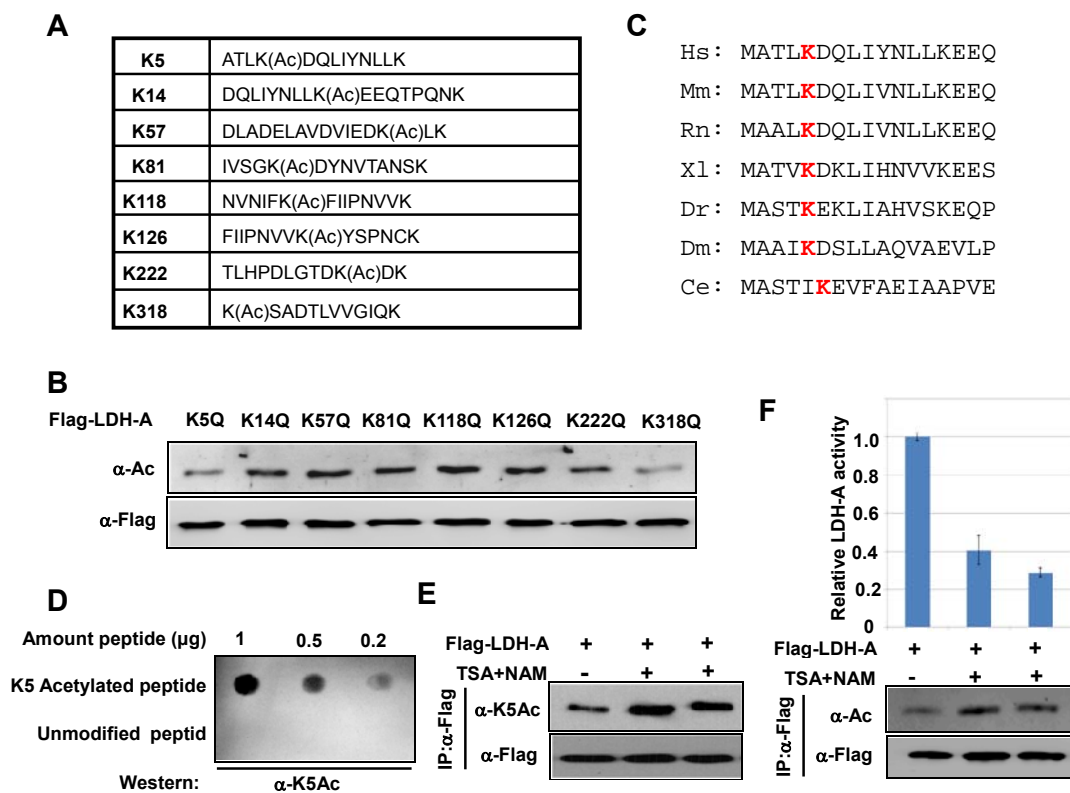 A
K5 ATLK(Ac)DQLIYNLLK
K14 DQLIYNLLK(Ac)EEQTPQNK
K57 DLADELAVDVIEDK(Ac)LK
K81 IVSGK(Ac)DYNVTANSK
K118 NVNIFK(Ac)FIIPNVVK
K126 FIIPNVVK(Ac)YSPNCK
K222 TLHPDLGTDK(Ac)DK
K318 K(Ac)SADTLVVGIQK
C
Hs: MATLKDQLIYNLLKEEQ
Mm: MATLKDQLIVNLLKEEQ
Rn: MAALKDQLIVNLLKEEQ
Xl: MATVKDKLIHNVVKEES
Dr: MASTKEKLIAHVSKEQP
Dm: MAAIKDSLLAQVAEVLP
Ce: MASTIKEVFAEIAAPVE
B
Flag-LDH-A K5Q K14Q K57Q K81Q K118Q K126Q K222Q K318Q
α-Ac
α-Flag
D
Amount peptide (μg) 1 0.5 0.2
K5 Acetylated peptide
Unmodified peptid
Western: α-K5Ac
E
Flag-LDH-A + + +
TSA+NAM - + +
IP:α-Flag
α-K5Ac
α-Flag
F
Relative LDH-A activity
1.0
0.8
0.6
0.4
0.2
0
Flag-LDH-A + + +
TSA+NAM - + +
IP:α-Flag
α-Ac
α-Flag